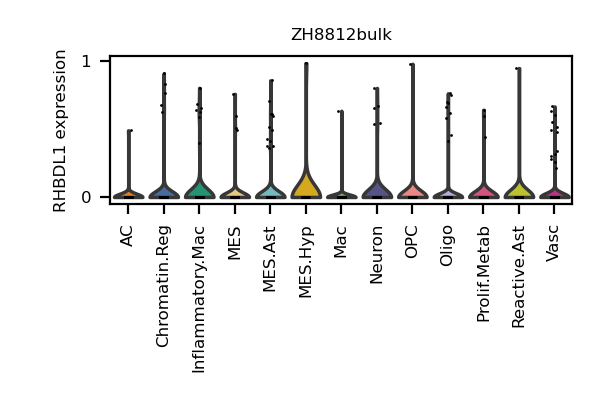 ZH8812bulk
RHBDL1 expression
1
0
AC
Chromatin.Reg
Inflammatory.Mac
MES
MES.Ast
MES.Hyp
Mac
Neuron
OPC
Oligo
Prolif.Metab
Reactive.Ast
Vasc